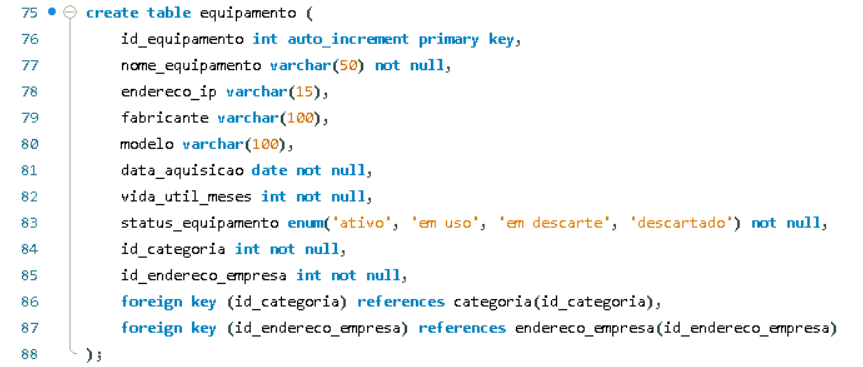 75 create table equipamento (
76 id_equipamento int auto_increment primary key,
77 nome_equipamento varchar(50) not null,
78 endereco_ip varchar(15),
79 fabricante varchar(100),
80 modelo varchar(100),
81 data_aquisicao date not null,
82 vida_util_meses int not null,
83 status_equipamento enum('ativo', 'em uso', 'em descarte', 'descartado') not null,
84 id_categoria int not null,
85 id_endereco_empresa int not null,
86 foreign key (id_categoria) references categoria(id_categoria),
87 foreign key (id_endereco_empresa) references endereco_empresa(id_endereco_empresa)
88 );